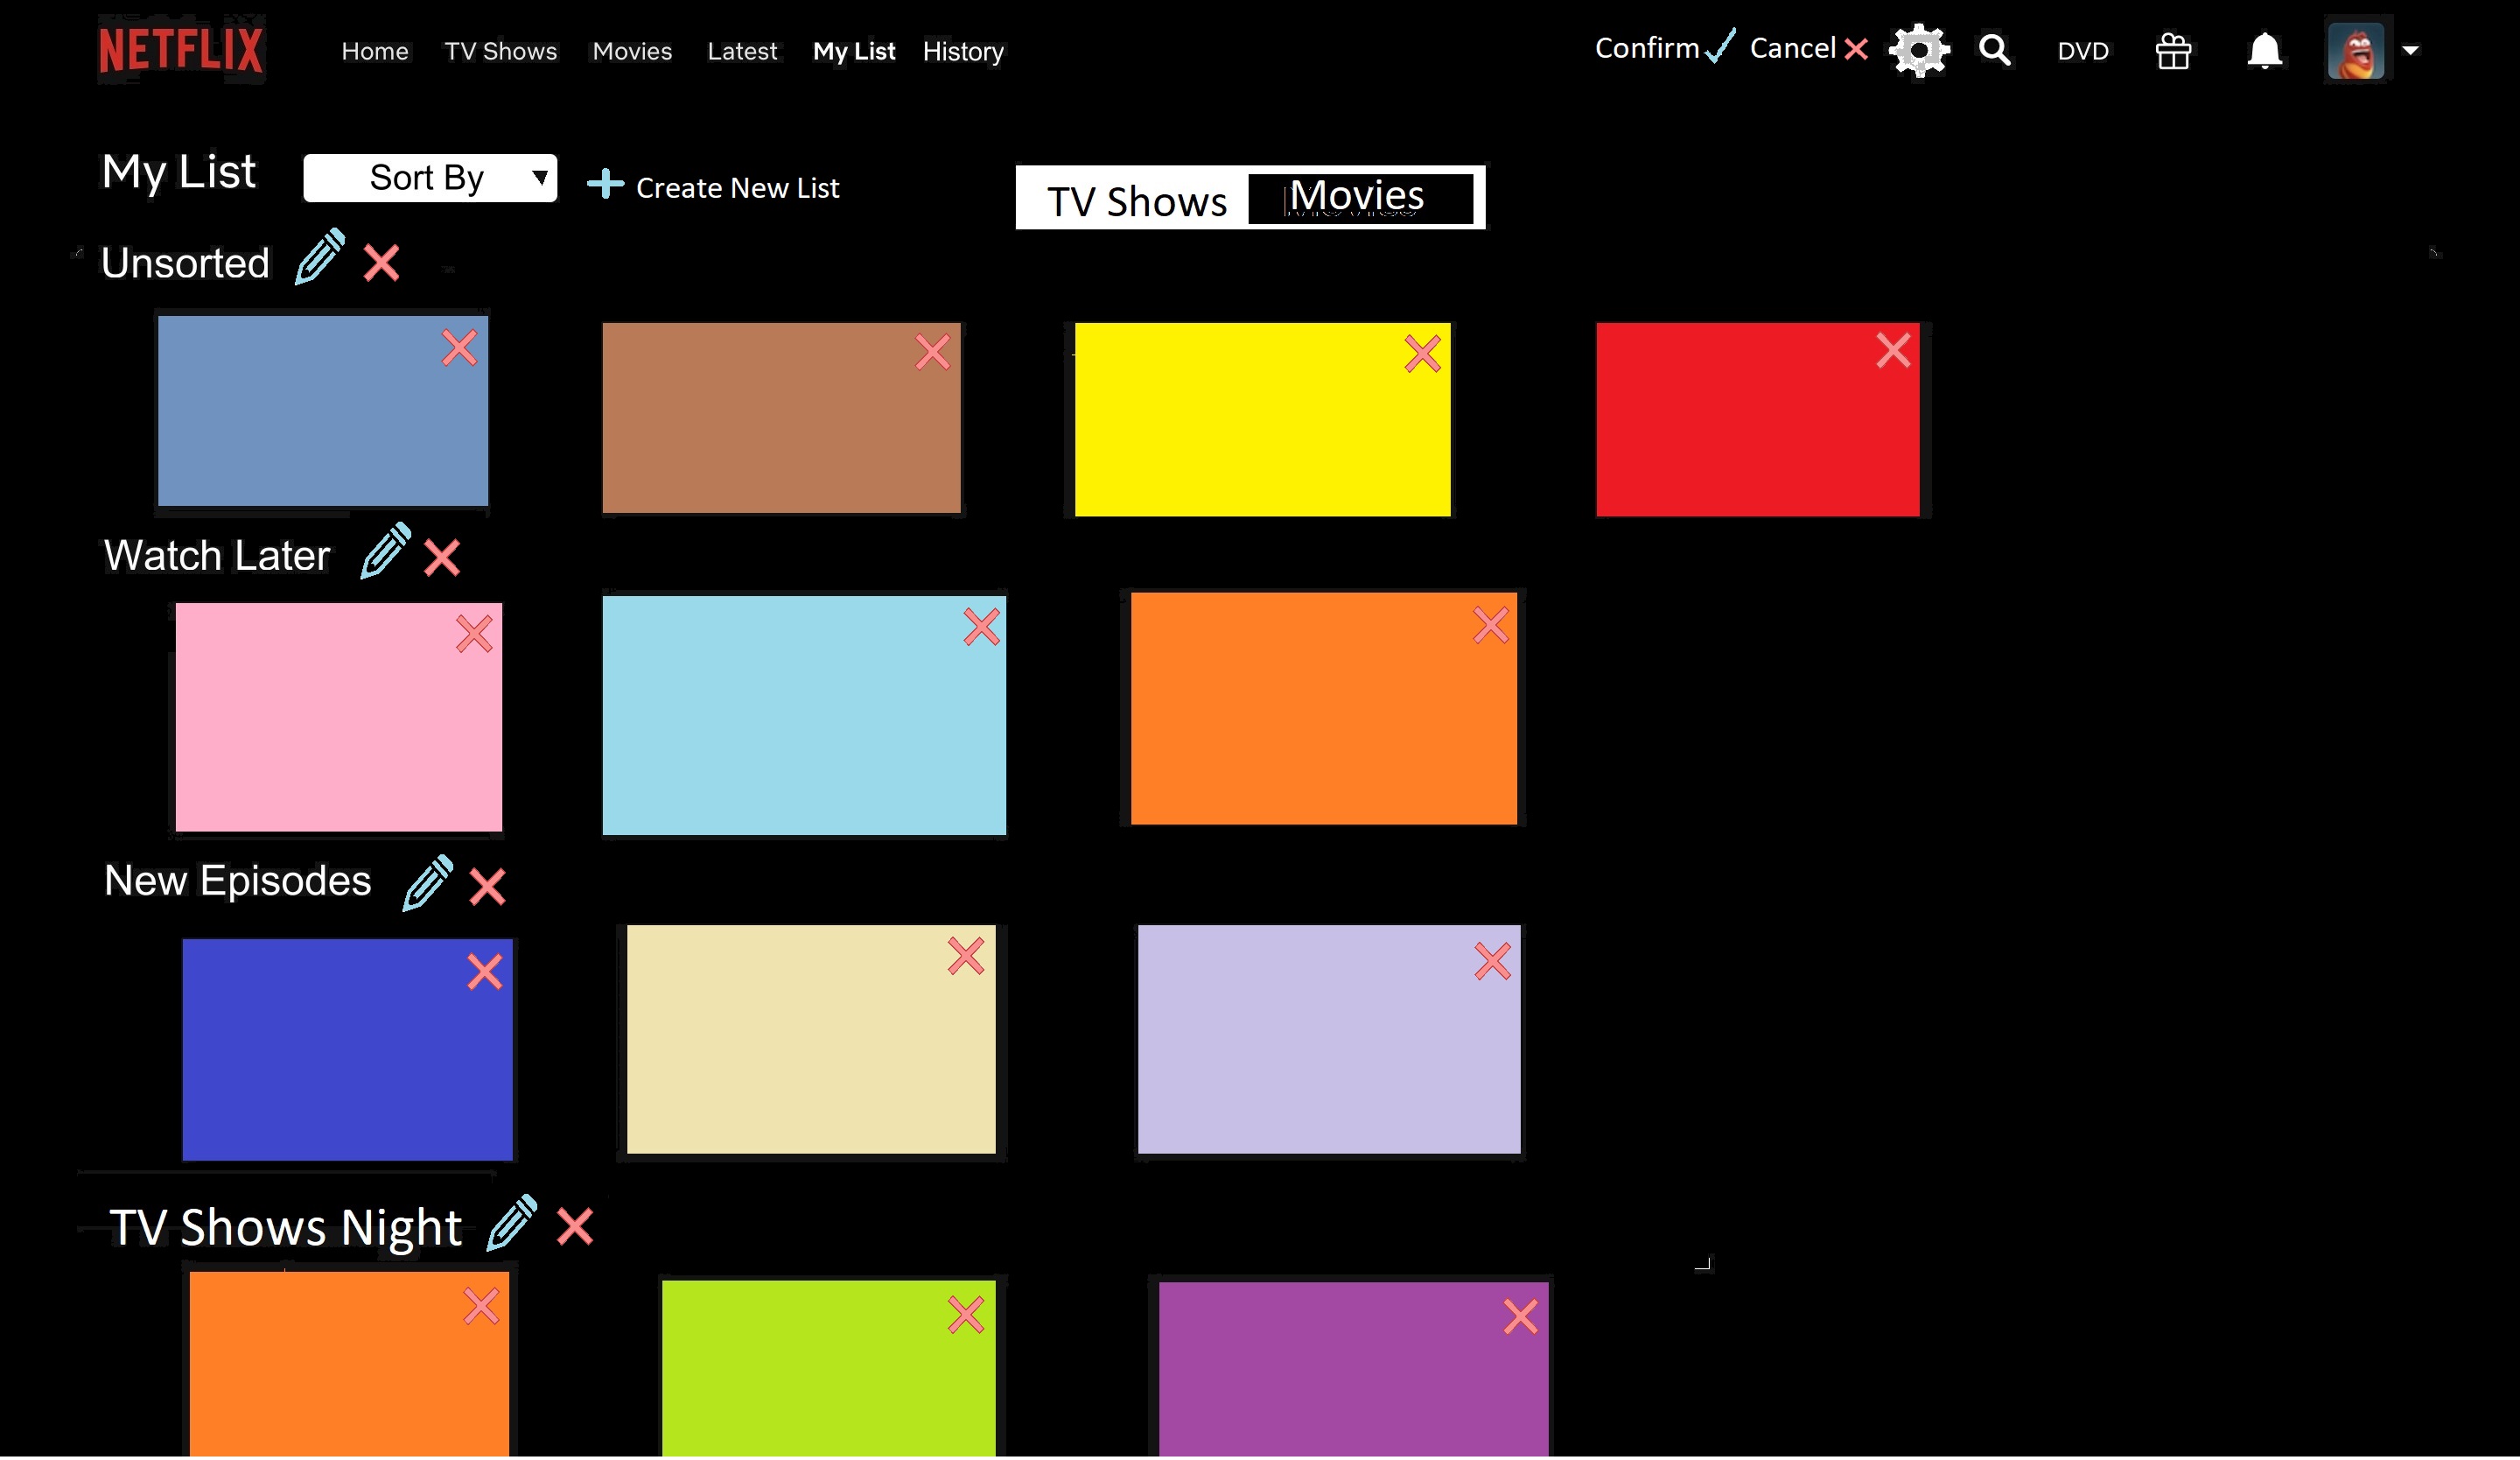 NETFLIX Home TV Shows Movies Latest My List History Confirm Cancel DVD
My List Sort By Create New List TV Shows Movies
Unsorted
Watch Later
New Episodes
TV Shows Night